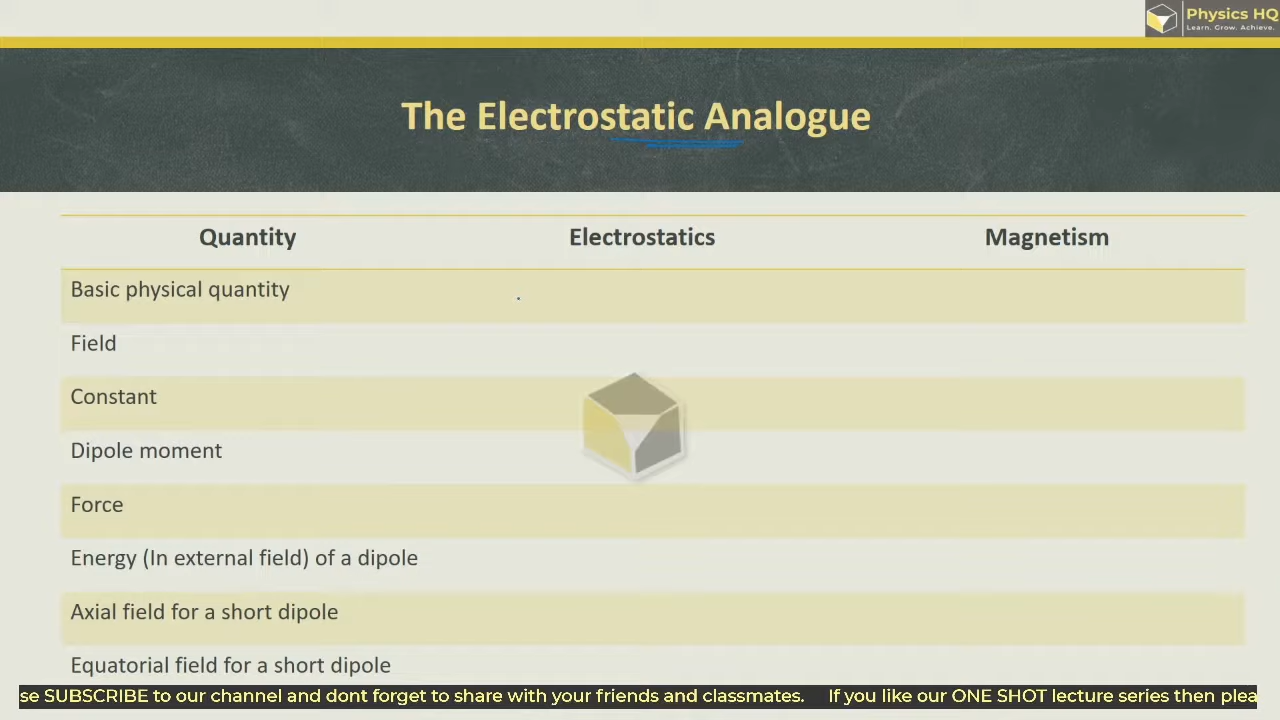 Physics HQ
Learn. Grow. Achieve.
The Electrostatic Analogue
Quantity Electrostatics Magnetism
Basic physical quantity
Field
Constant
Dipole moment
Force
Energy (In external field) of a dipole
Axial field for a short dipole
Equatorial field for a short dipole
se SUBSCRIBE to our channel and dont forget to share with your friends and classmates. If you like our ONE SHOT lecture series then plea